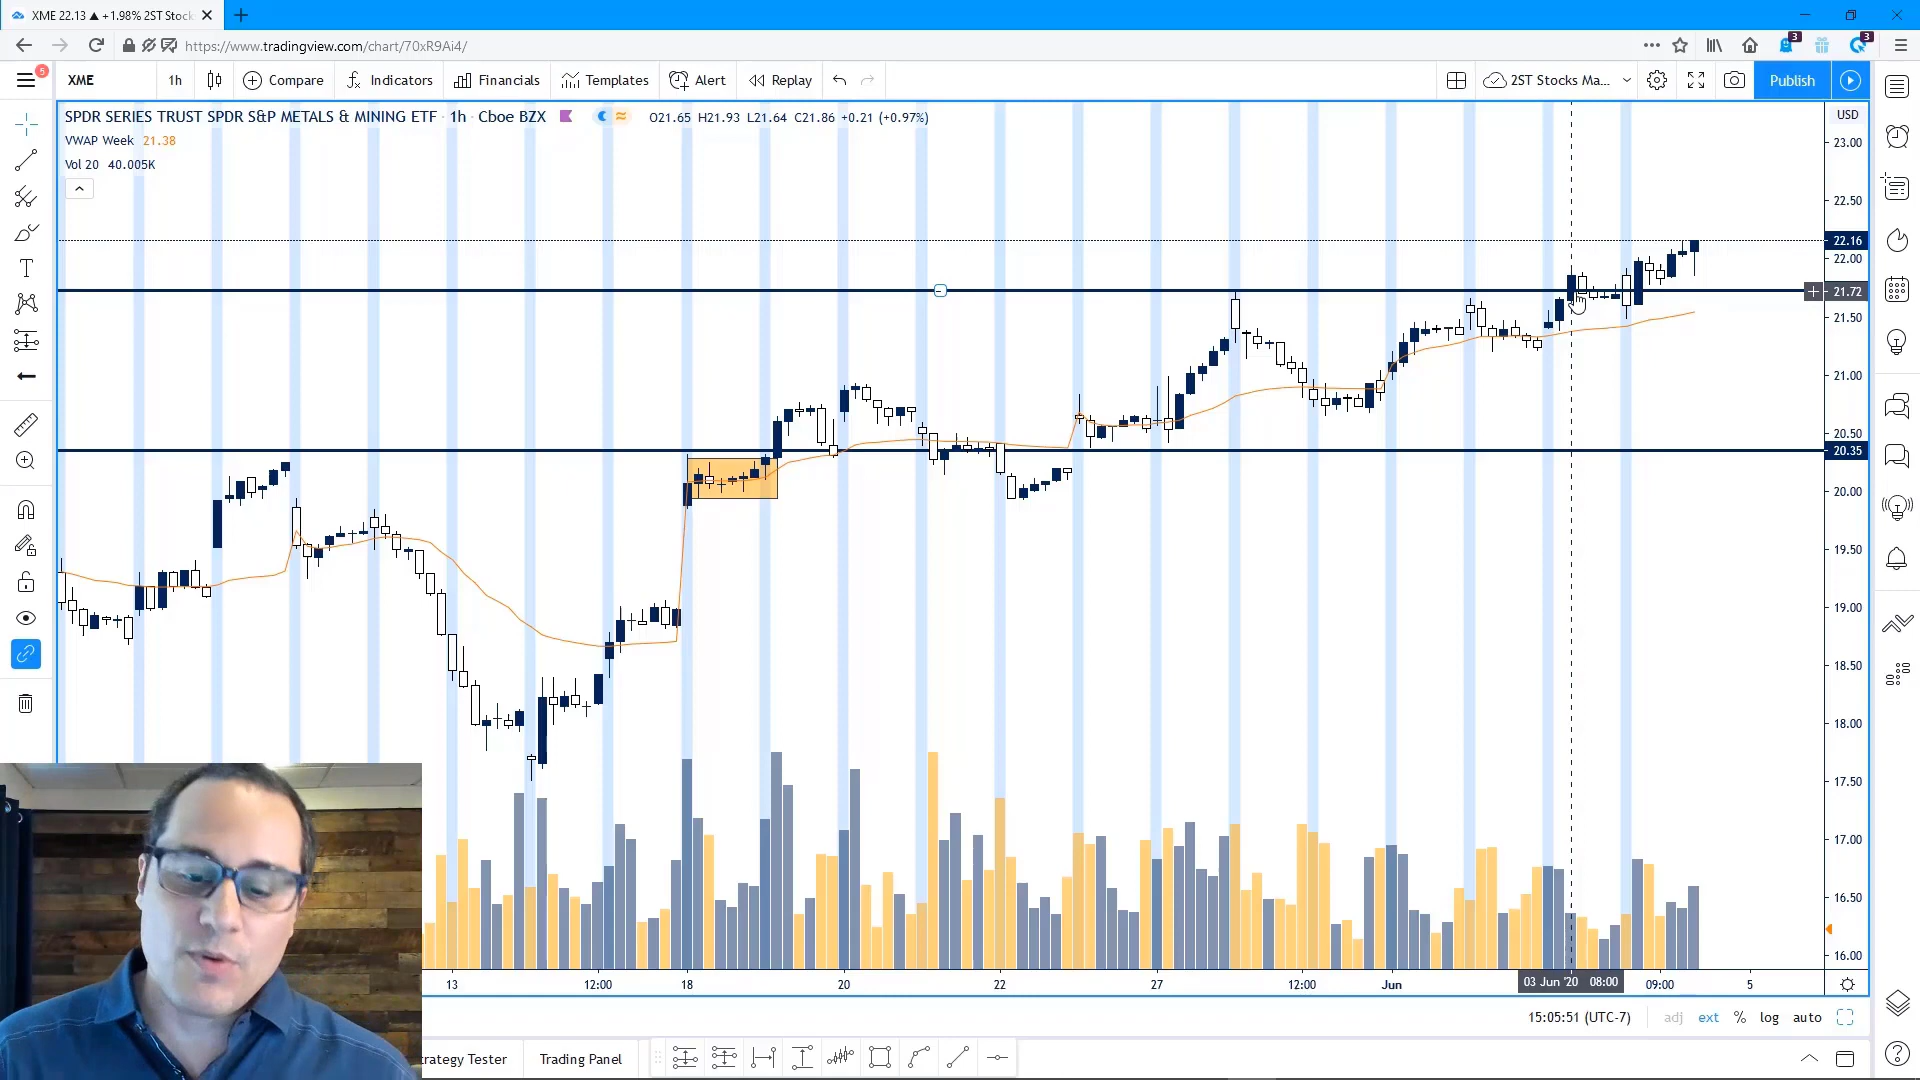 XME 22.13 ▲ +1.98% 2ST Stock
https://www.tradingview.com/chart/70xR9Ai4/
3
3
5
XME
1h
Compare
Indicators
Financials
Templates
Alert
Replay
2ST Stocks Ma...
Publish
SPDR SERIES TRUST SPDR S&P METALS & MINING ETF · 1h · Cboe BZX
O21.65 H21.93 L21.64 C21.86 +0.21 (+0.97%)
USD
VWAP Week 21.38
Vol 20 40.005K
23.00
22.50
22.16
22.00
21.72
21.50
21.00
20.50
20.35
20.00
19.50
19.00
18.50
18.00
17.50
17.00
16.50
16.00
13
12:00
18
20
22
27
12:00
Jun
03 Jun '20 08:00
09:00
5
15:05:51 (UTC-7)
adj
ext
%
log
auto
trategy Tester
Trading Panel